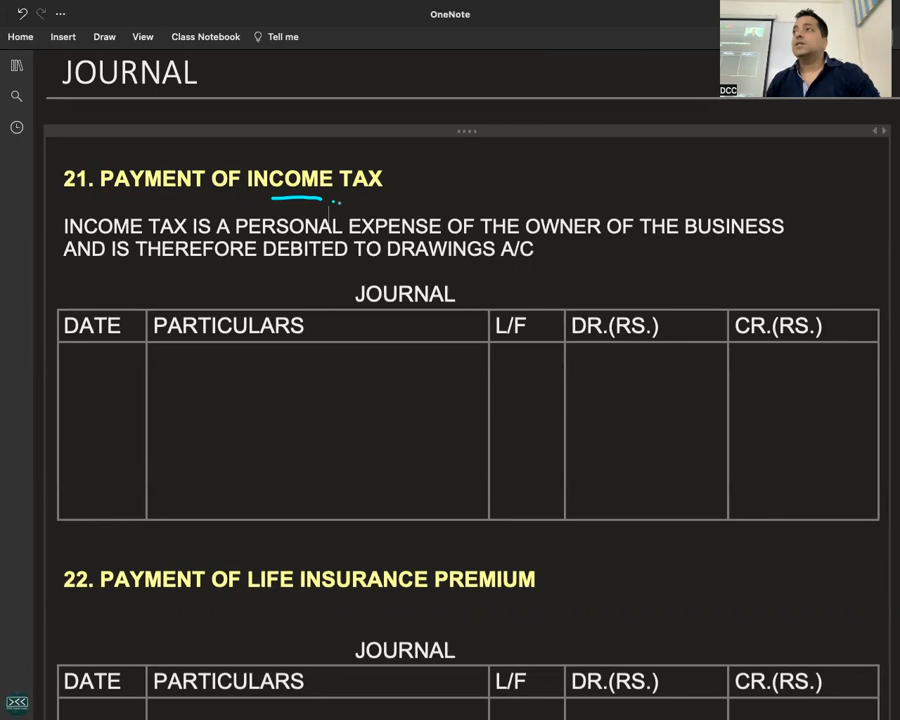 OneNote
Home Insert Draw View Class Notebook Tell me
JOURNAL
DCC
21. PAYMENT OF INCOME TAX
INCOME TAX IS A PERSONAL EXPENSE OF THE OWNER OF THE BUSINESS
AND IS THEREFORE DEBITED TO DRAWINGS A/C
JOURNAL
DATE PARTICULARS L/F DR.(RS.) CR.(RS.)
22. PAYMENT OF LIFE INSURANCE PREMIUM
JOURNAL
DATE PARTICULARS L/F DR.(RS.) CR.(RS.)